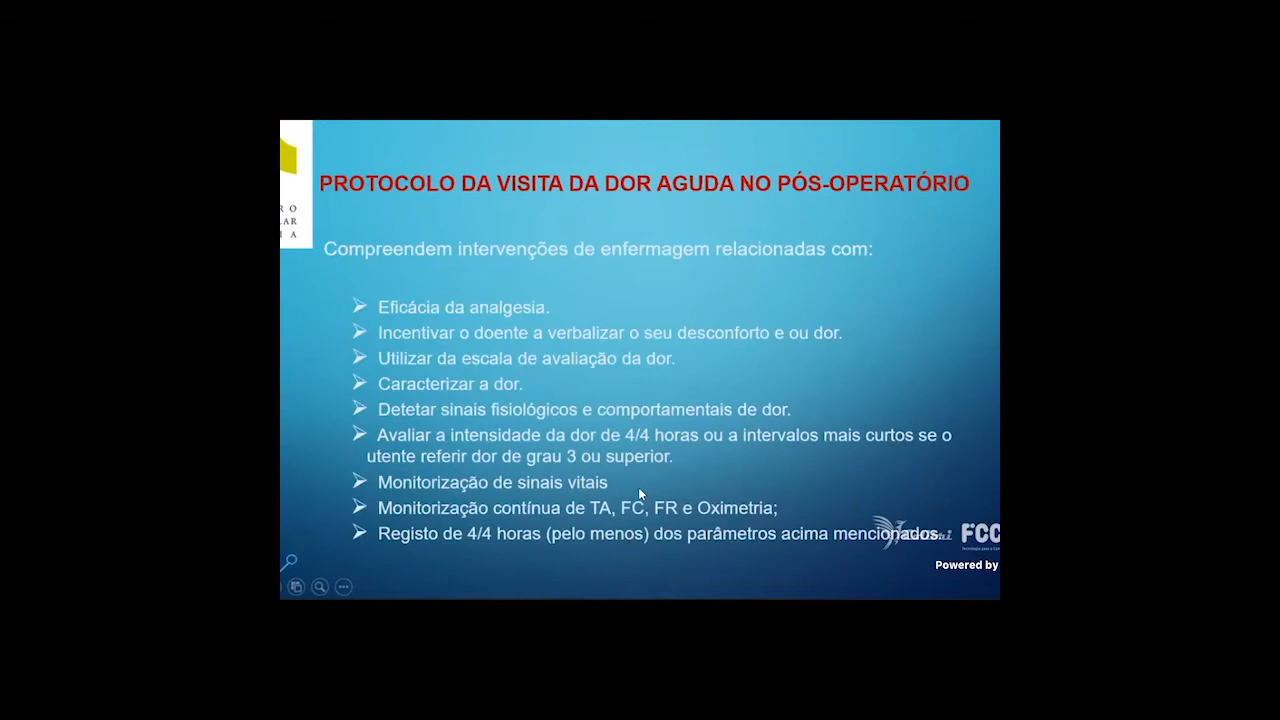 R O
LAR
I A
PROTOCOLO DA VISITA DA DOR AGUDA NO PÓS-OPERATÓRIO
Compreendem intervenções de enfermagem relacionadas com:
Eficácia da analgesia.
Incentivar o doente a verbalizar o seu desconforto e ou dor.
Utilizar da escala de avaliação da dor.
Caracterizar a dor.
Detetar sinais fisiológicos e comportamentais de dor.
Avaliar a intensidade da dor de 4/4 horas ou a intervalos mais curtos se o
utente referir dor de grau 3 ou superior.
Monitorização de sinais vitais
Monitorização contínua de TA, FC, FR e Oximetria;
Registo de 4/4 horas (pelo menos) dos parâmetros acima mencionados.
FCC
Powered by